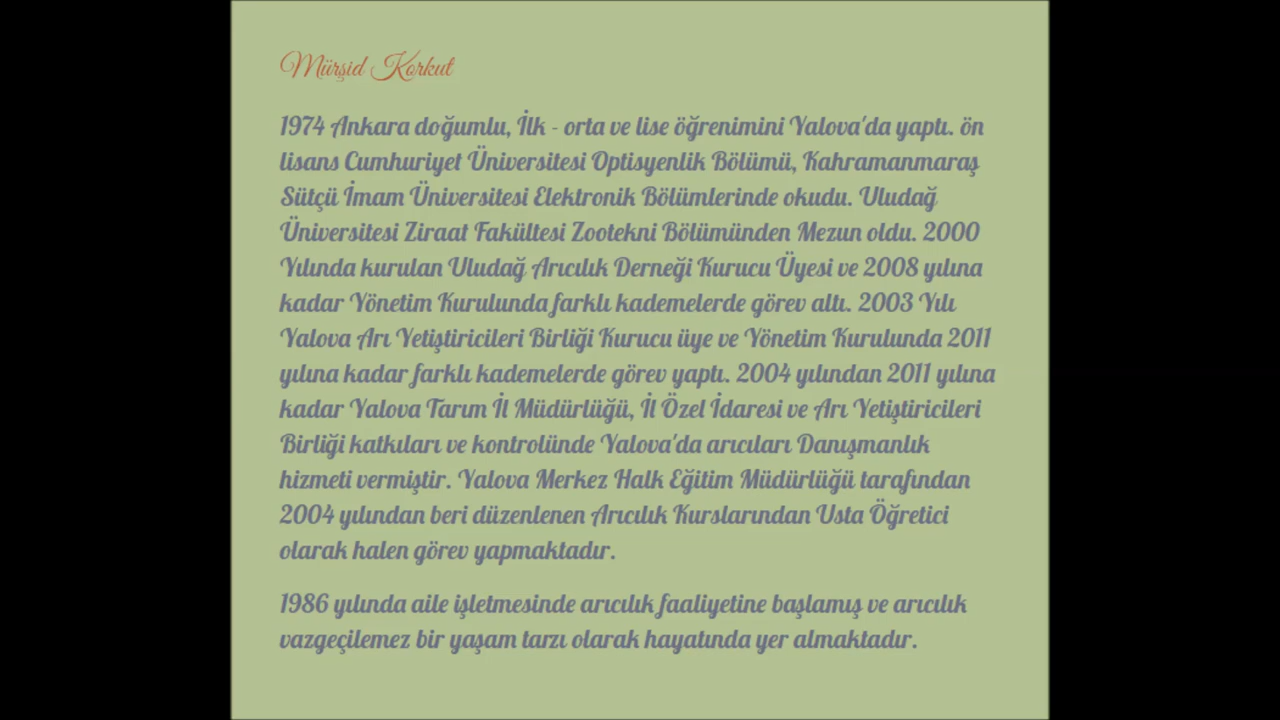 Mürşid Korkut
1974 Ankara doğumlu, İlk - orta ve lise öğrenimini Yalova'da yaptı. ön
lisans Cumhuriyet Üniversitesi Optisyenlik Bölümü, Kahramanmaraş
Sütçü İmam Üniversitesi Elektronik Bölümlerinde okudu. Uludağ
Üniversitesi Ziraat Fakültesi Zootekni Bölümünden Mezun oldu. 2000
Yılında kurulan Uludağ Arıcılık Derneği Kurucu Üyesi ve 2008 yılına
kadar Yönetim Kurulunda farklı kademelerde görev altı. 2003 Yılı
Yalova Arı Yetiştiricileri Birliği Kurucu üye ve Yönetim Kurulunda 2011
yılına kadar farklı kademelerde görev yaptı. 2004 yılından 2011 yılına
kadar Yalova Tarım İl Müdürlüğü, İl Özel İdaresi ve Arı Yetiştiricileri
Birliği katkıları ve kontrolünde Yalova'da arıcıları Danışmanlık
hizmeti vermiştir. Yalova Merkez Halk Eğitim Müdürlüğü tarafından
2004 yılından beri düzenlenen Arıcılık Kurslarından Usta Öğretici
olarak halen görev yapmaktadır.
1986 yılında aile işletmesinde arıcılık faaliyetine başlamış ve arıcılık
vazgeçilemez bir yaşam tarzı olarak hayatında yer almaktadır.